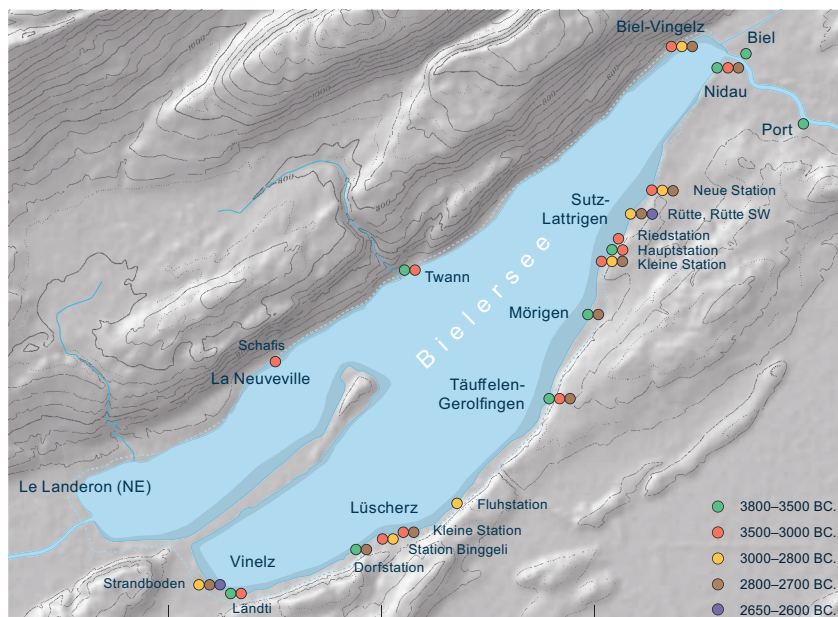 Biel-Vingelz
Biel
Nidau
Port
Neue Station
Sutz-
Lattrigen
Rütte, Rütte SW
Riedstation
Hauptstation
Kleine Station
Twann
Bielersee
Mörigen
Schafis
La Neuveville
Täuffelen-
Gerolfingen
Le Landeron (NE)
Lüscherz
Fluhstation
Kleine Station
Station Binggeli
Dorfstation
Vinelz
Strandboden
Ländti
3800–3500 BC.
3500–3000 BC.
3000–2800 BC.
2800–2700 BC.
2650–2600 BC.
800
800